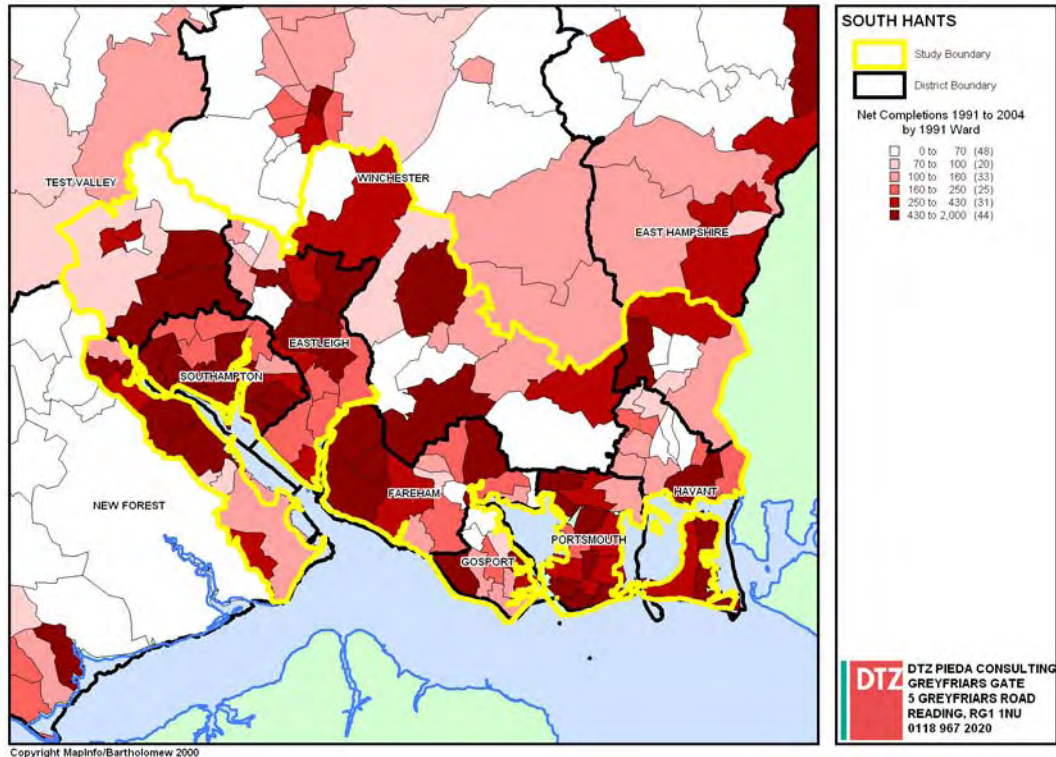 TEST VALLEY
WINCHESTER
EAST HAMPSHIRE
EASTLEIGH
SOUTHAMPTON
NEW FOREST
FAREHAM
HAVANT
PORTSMOUTH
GOSPORT
Copyright MapInfo/Bartholomew 2000
SOUTH HANTS
Study Boundary
District Boundary
Net Completions 1991 to 2004
by 1991 Ward
0 to 70 (48)
70 to 100 (20)
100 to 160 (33)
160 to 250 (25)
250 to 430 (31)
430 to 2,000 (44)
DTZ
DTZ PIEDA CONSULTING
GREYFRIARS GATE
5 GREYFRIARS ROAD
READING, RG1 1NU
0118 967 2020